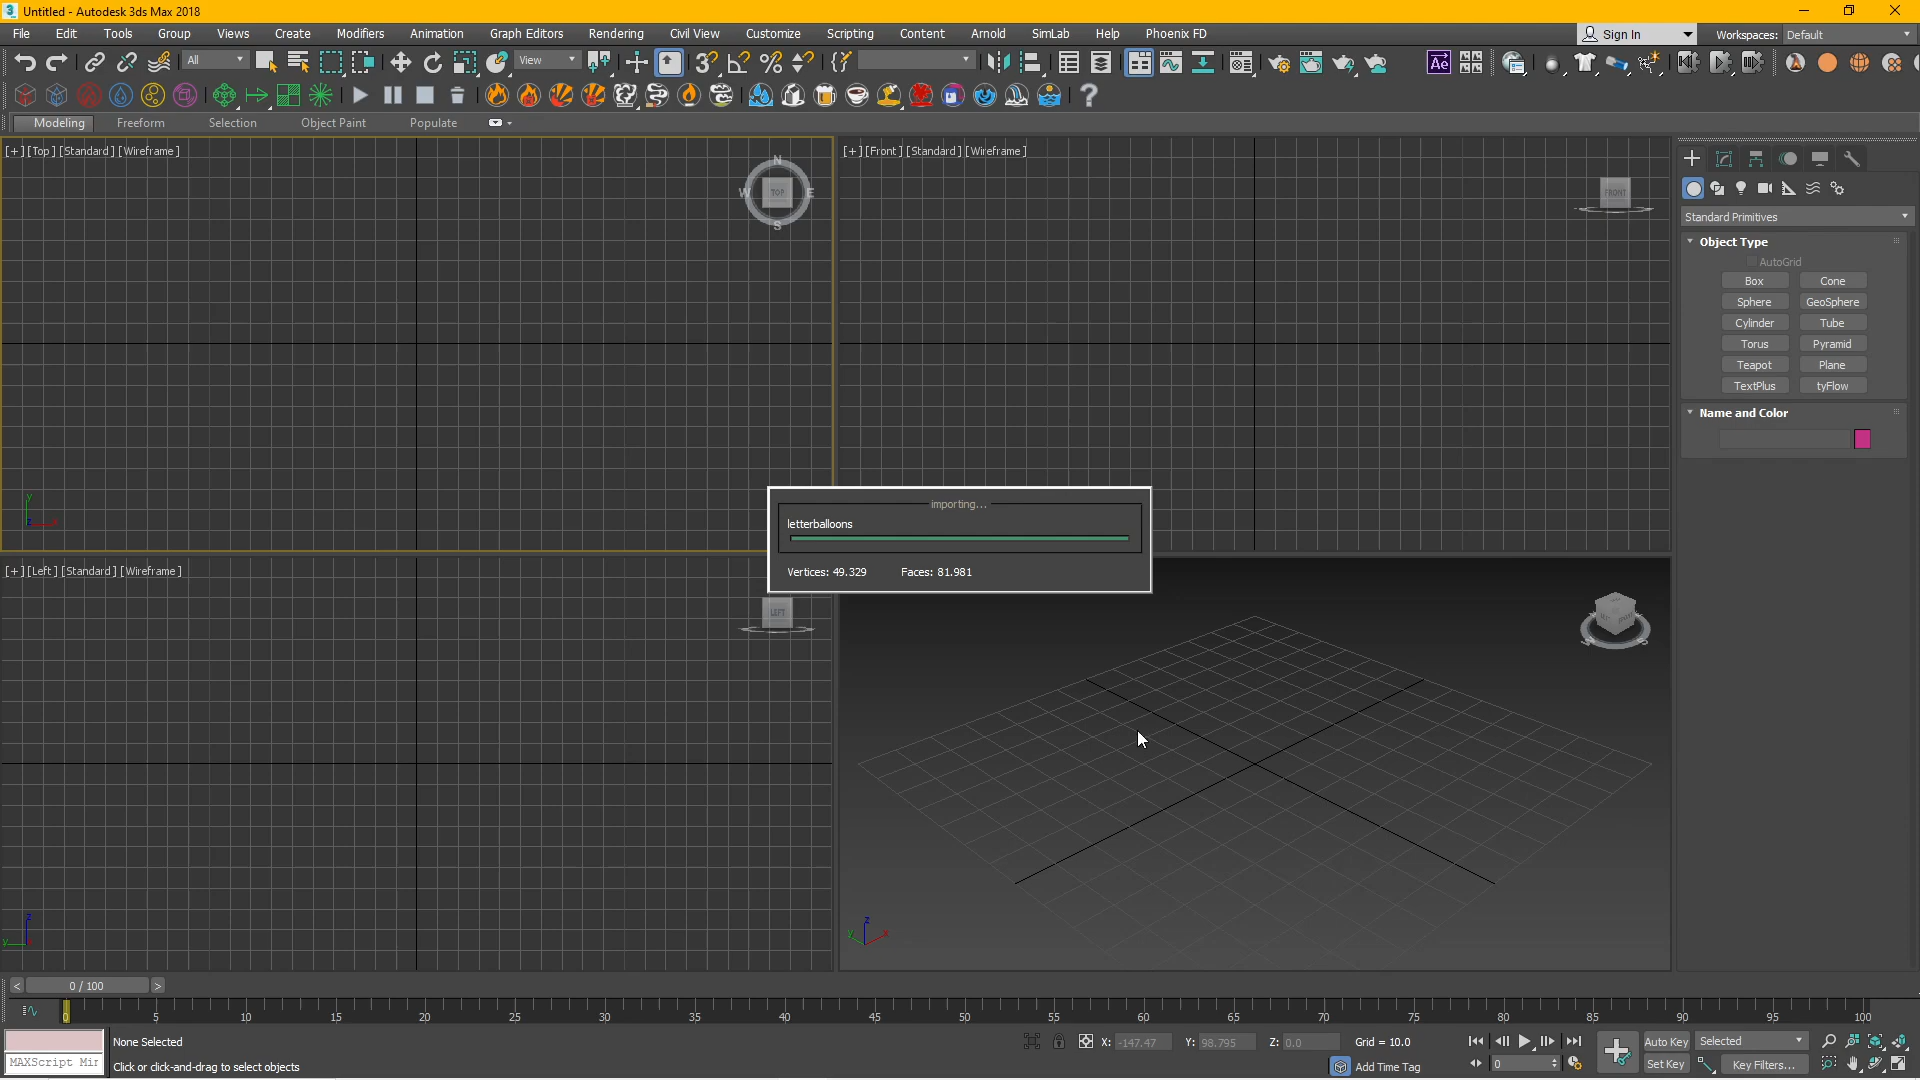 Untitled - Autodesk 3ds Max 2018
File Edit Tools Group Views Create Modifiers Animation Graph Editors Rendering Civil View Customize Scripting Content Arnold SimLab Help Phoenix FD Sign In Workspaces: Default
All View
Modeling Freeform Selection Object Paint Populate
[+] [Top] [Standard] [Wireframe]
[+] [Front] [Standard] [Wireframe]
N
W TOP E
S
FRONT
Standard Primitives
Object Type
AutoGrid
Box Cone
Sphere GeoSphere
Cylinder Tube
Torus Pyramid
Teapot Plane
TextPlus tyFlow
Name and Color
importing...
letterballoons
Vertices: 49.329 Faces: 81.981
[+] [Left] [Standard] [Wireframe]
LEFT
< 0 / 100 >
0 5 10 15 20 25 30 35 40 45 50 55 60 65 70 75 80 85 90 95 100
None Selected X: -147.47 Y: 98.795 Z: 0.0 Grid = 10.0 Auto Key Selected
MAXScript Mir Click or click-and-drag to select objects Add Time Tag 0 Set Key Key Filters...